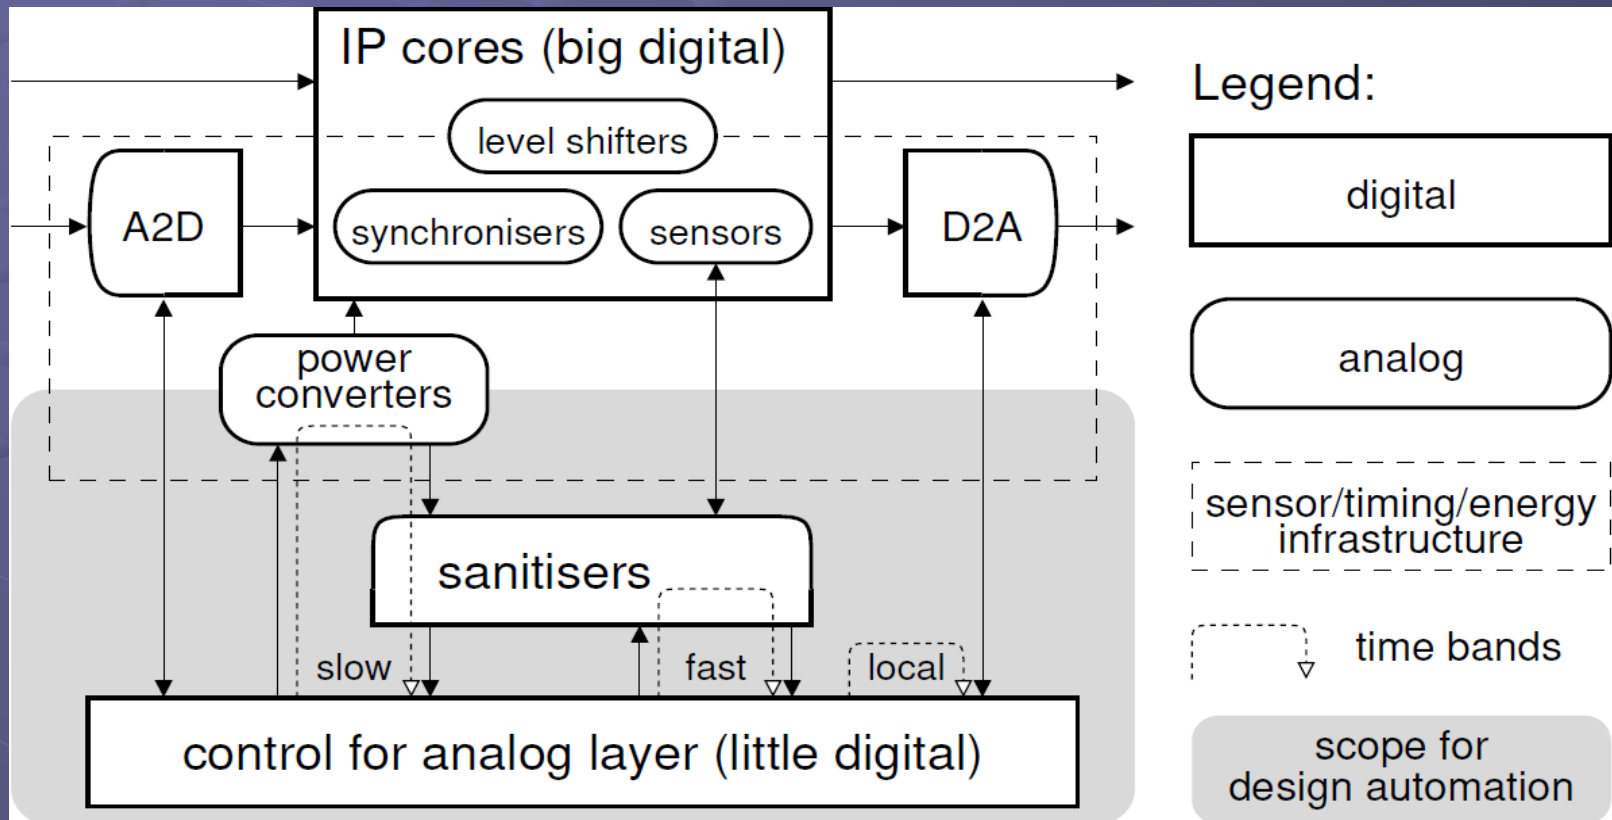 IP cores (big digital)
level shifters
A2D
synchronisers
sensors
D2A
power
converters
sanitisers
slow
fast
local
control for analog layer (little digital)
Legend:
digital
analog
sensor/timing/energy
infrastructure
time bands
scope for
design automation